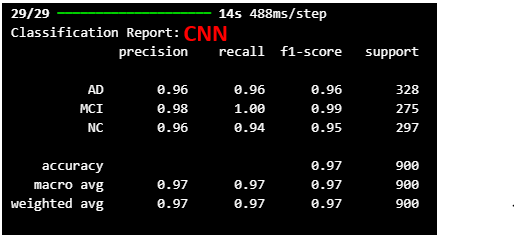 29/29 ━━━━━━━━━━━━━━━━━━━━ 14s 488ms/step
Classification Report: CNN
precision recall f1-score support
AD 0.96 0.96 0.96 328
MCI 0.98 1.00 0.99 275
NC 0.96 0.94 0.95 297
accuracy 0.97 900
macro avg 0.97 0.97 0.97 900
weighted avg 0.97 0.97 0.97 900